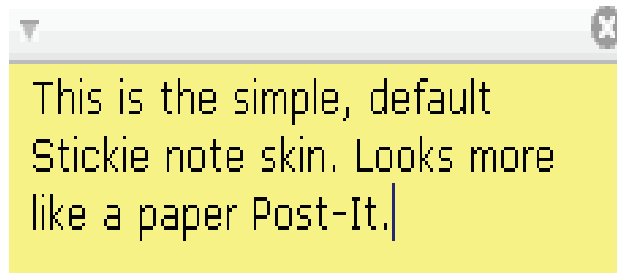 This is the simple, default
Stickie note skin. Looks more
like a paper Post-It.